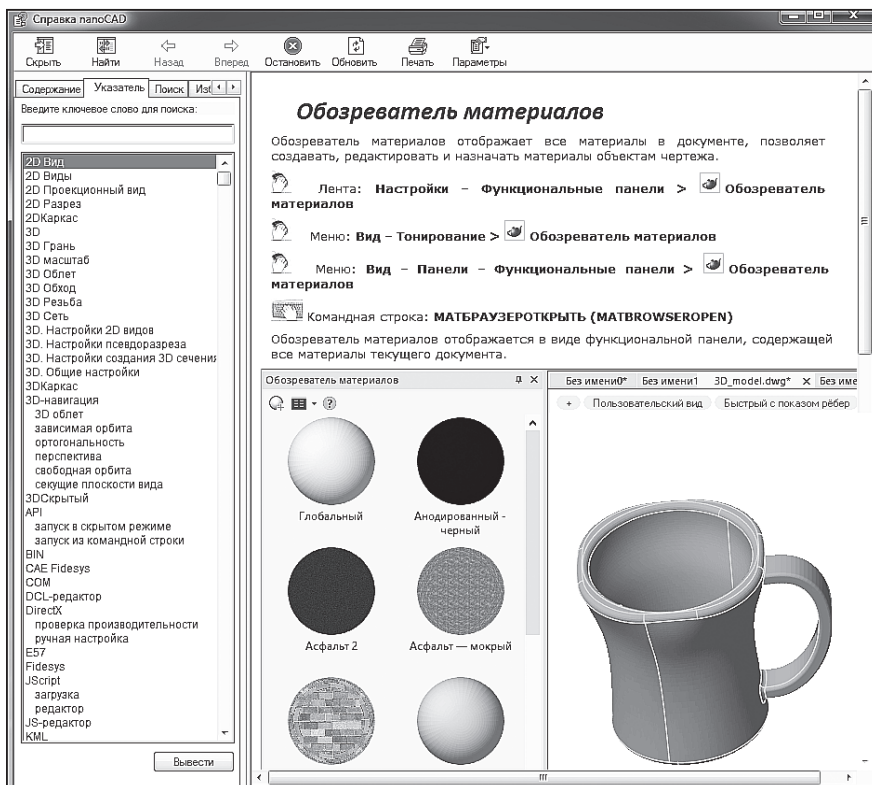 Справка nanoCAD
Скрыть Найти Назад Вперед Остановить Обновить Печать Параметры
Содержание Указатель Поиск
Введите ключевое слово для поиска:
2D Вид
2D Виды
2D Проекционный вид
2D Разрез
2DКаркас
3D
3D Грань
3D масштаб
3D Облет
3D Обход
3D Резьба
3D Сеть
3D. Настройки 2D видов
3D. Настройки псевдоразреза
3D. Настройки создания 3D сечения
3D. Общие настройки
3DКаркас
3D-навигация
3D облет
зависимая орбита
ортогональность
перспектива
свободная орбита
секущие плоскости вида
3DСкрытый
API
запуск в скрытом режиме
запуск из командной строки
BIN
CAE Fidesys
COM
DCL-редактор
DirectX
проверка производительности
ручная настройка
E57
Fidesys
JScript
загрузка
редактор
JS-редактор
KML
Вывести
Обозреватель материалов
Обозреватель материалов отображает все материалы в документе, позволяет
создавать, редактировать и назначать материалы объектам чертежа.
Лента: Настройки – Функциональные панели > Обозреватель
материалов
Меню: Вид – Тонирование > Обозреватель материалов
Меню: Вид – Панели – Функциональные панели > Обозреватель
материалов
Командная строка: МАТБРАУЗЕРОТКРЫТЬ (MATBROWSEROPEN)
Обозреватель материалов отображается в виде функциональной панели, содержащей
все материалы текущего документа.
Обозреватель материалов
Глобальный
Анодированный -
черный
Асфальт 2
Асфальт — мокрый
Без имени0* Без имени1 3D_model.dwg* Без име
+ Пользовательский вид Быстрый с показом рёбер